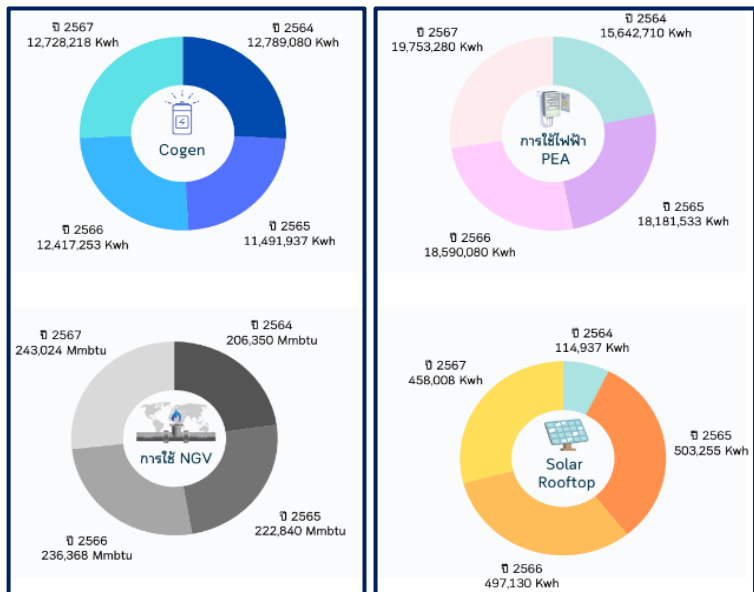 ปี 2567
12,728,218 Kwh
ปี 2564
12,789,080 Kwh
Cogen
ปี 2566
12,417,253 Kwh
ปี 2565
11,491,937 Kwh
ปี 2567
19,753,280 Kwh
ปี 2564
15,642,710 Kwh
การใช้ไฟฟ้า
PEA
ปี 2566
18,590,080 Kwh
ปี 2565
18,181,533 Kwh
ปี 2567
243,024 Mmbtu
ปี 2564
206,350 Mmbtu
การใช้ NGV
ปี 2566
236,368 Mmbtu
ปี 2565
222,840 Mmbtu
ปี 2567
458,008 Kwh
ปี 2564
114,937 Kwh
Solar
Rooftop
ปี 2565
503,255 Kwh
ปี 2566
497,130 Kwh